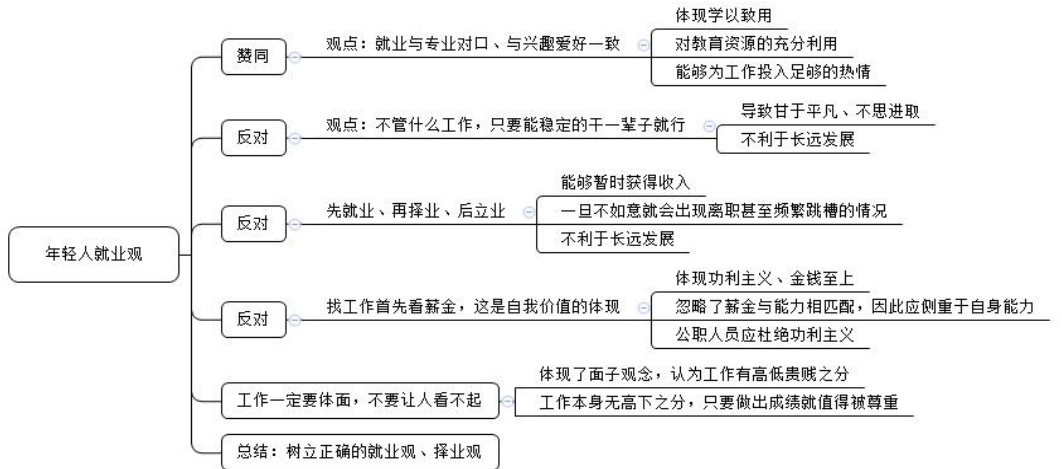 年轻人就业观
赞同
观点：就业与专业对口、与兴趣爱好一致
体现学以致用
对教育资源的充分利用
能够为工作投入足够的热情
反对
观点：不管什么工作，只要能稳定的干一辈子就行
导致甘于平凡、不思进取
不利于长远发展
反对
先就业、再择业、后立业
能够暂时获得收入
一旦不如意就会出现离职甚至频繁跳槽的情况
不利于长远发展
反对
找工作首先看薪金，这是自我价值的体现
体现功利主义、金钱至上
忽略了薪金与能力相匹配，因此应侧重于自身能力
公职人员应杜绝功利主义
工作一定要体面，不要让人看不起
体现了面子观念，认为工作有高低贵贱之分
工作本身无高下之分，只要做出成绩就值得被尊重
总结：树立正确的就业观、择业观